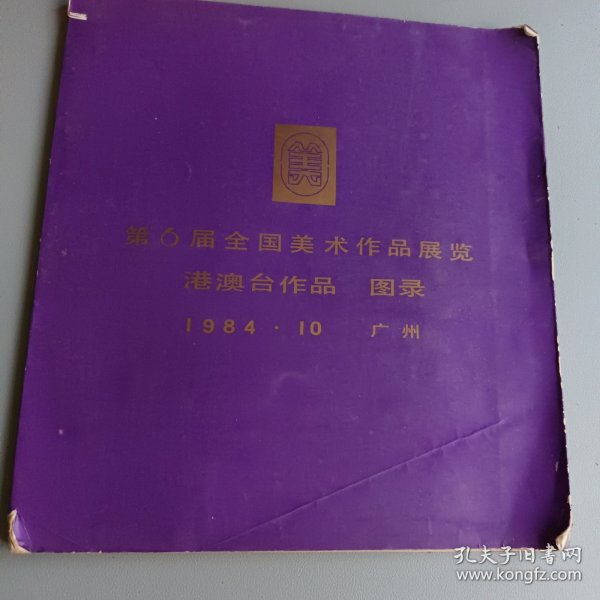 美
第6届全国美术作品展览
港澳台作品 图录
1984·10 广州
孔夫子旧书网
www.kongfz.com